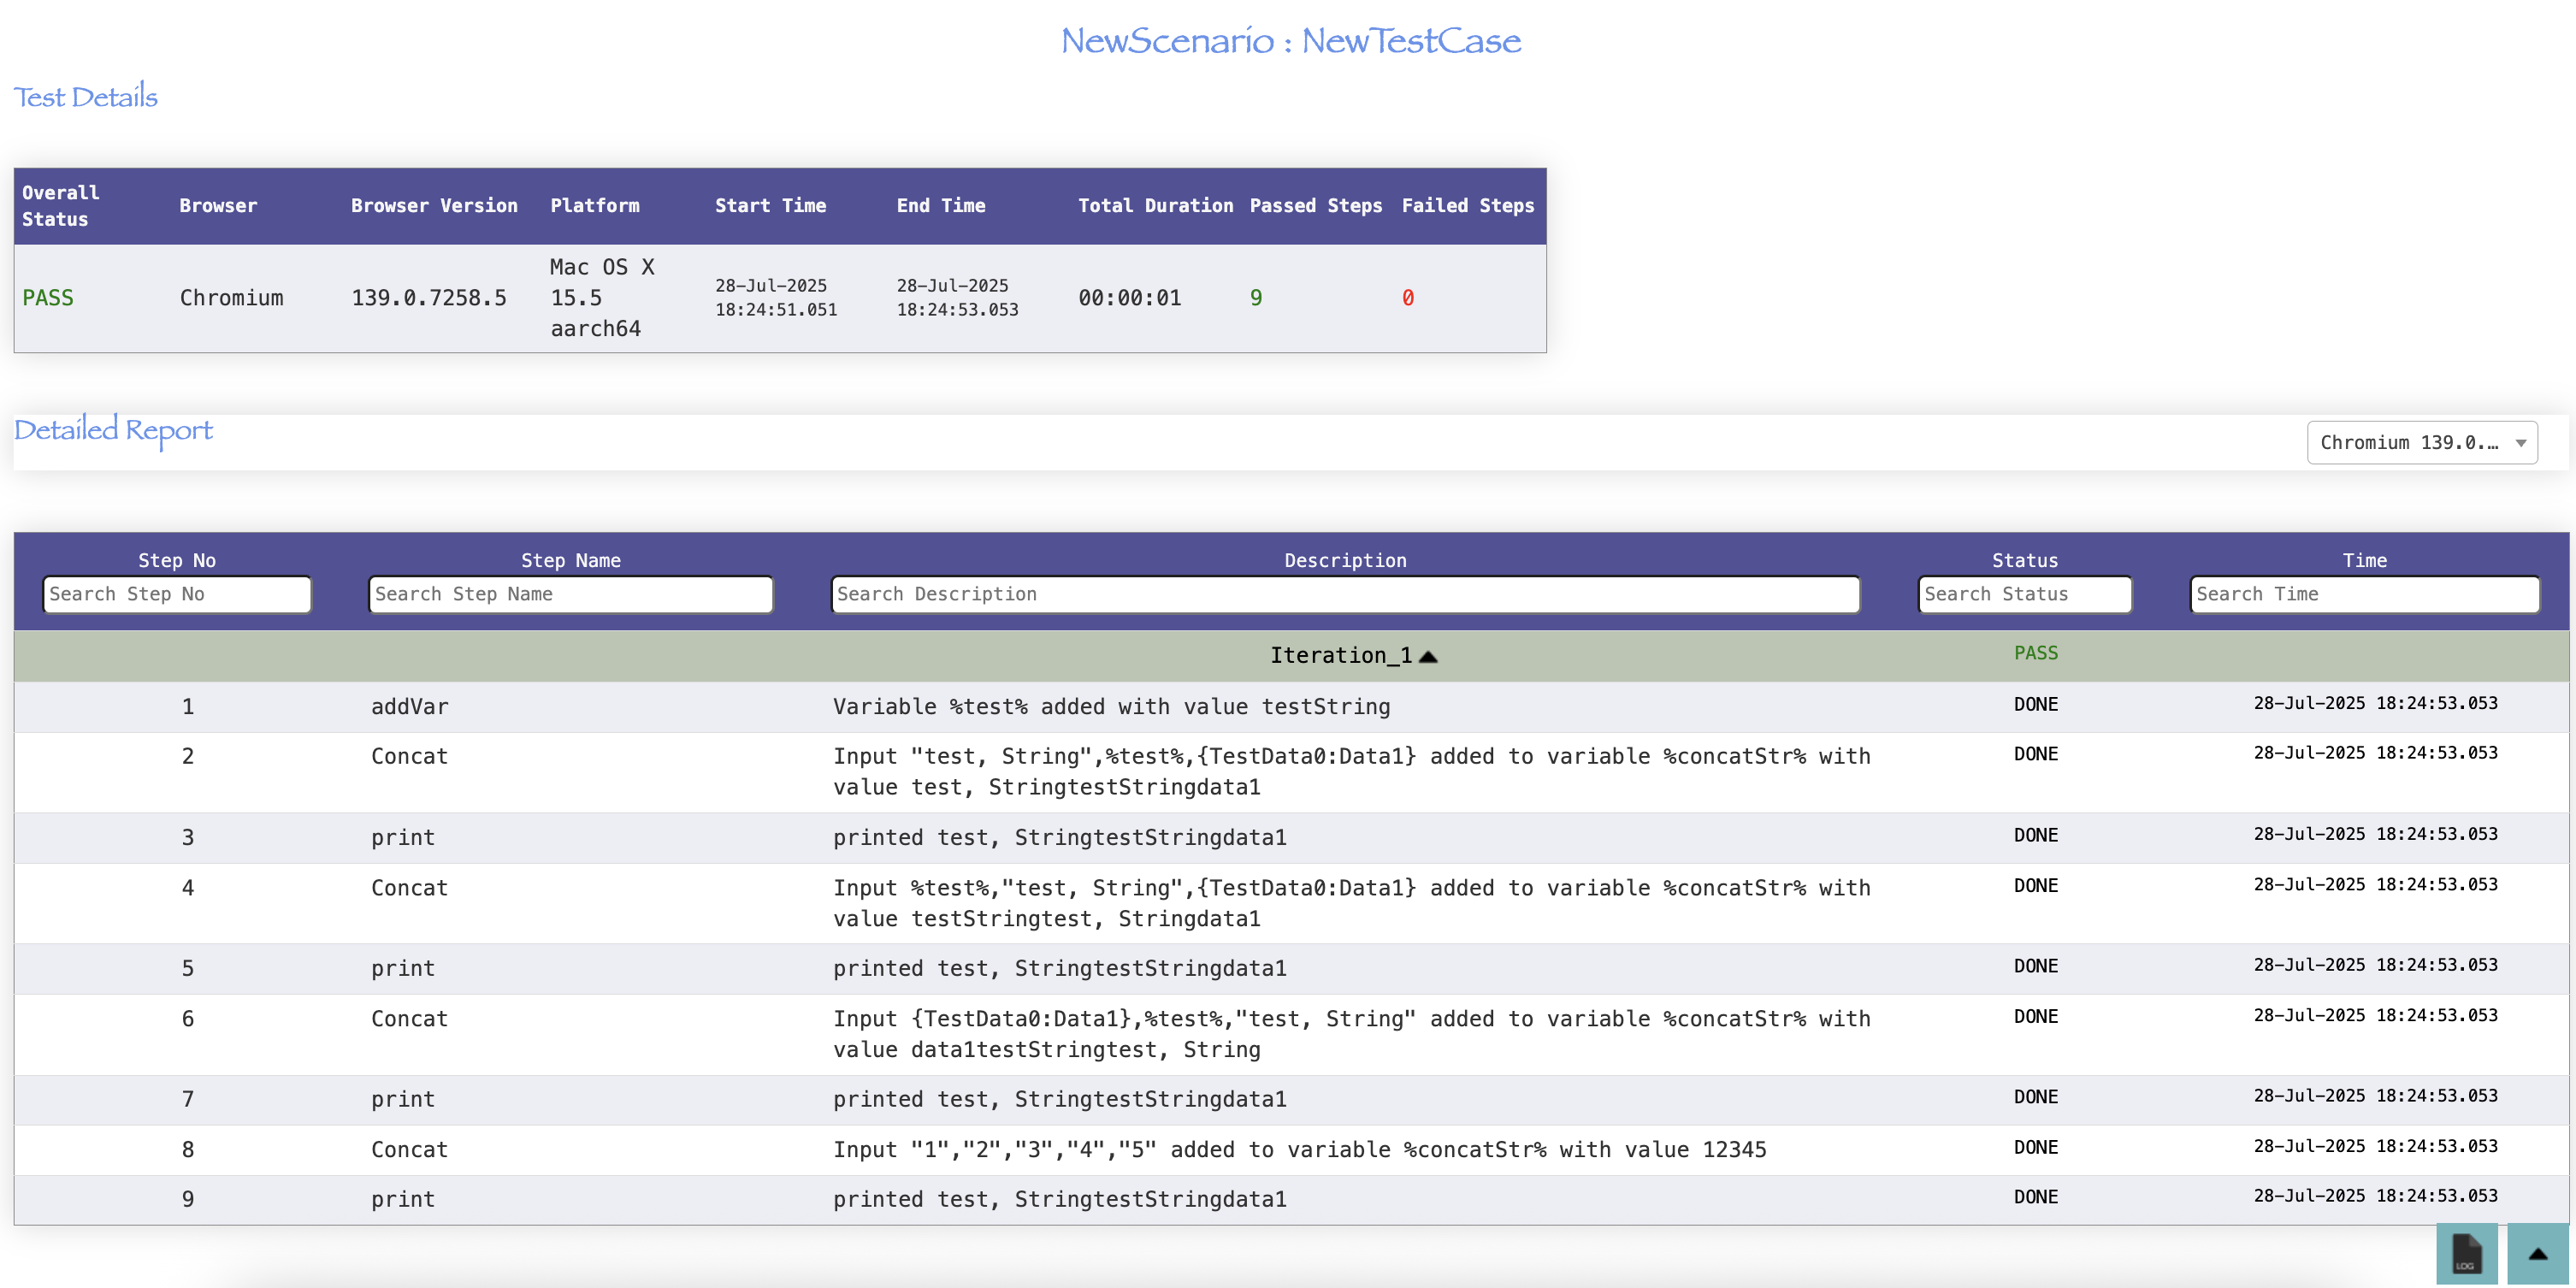 NewScenario : NewTestCase
Test Details
Overall Status Browser Browser Version Platform Start Time End Time Total Duration Passed Steps Failed Steps
PASS Chromium 139.0.7258.5 Mac OS X 15.5 aarch64 28-Jul-2025 18:24:51.051 28-Jul-2025 18:24:53.053 00:00:01 9 0
Detailed Report
Chromium 139.0.…
Step No Step Name Description Status Time
Search Step No Search Step Name Search Description Search Status Search Time
Iteration_1 PASS
1 addVar Variable %test% added with value testString DONE 28-Jul-2025 18:24:53.053
2 Concat Input "test, String",%test%,{TestData0:Data1} added to variable %concatStr% with DONE 28-Jul-2025 18:24:53.053
value test, StringtestStringdata1
3 print printed test, StringtestStringdata1 DONE 28-Jul-2025 18:24:53.053
4 Concat Input %test%,"test, String",{TestData0:Data1} added to variable %concatStr% with DONE 28-Jul-2025 18:24:53.053
value testStringtest, Stringdata1
5 print printed test, StringtestStringdata1 DONE 28-Jul-2025 18:24:53.053
6 Concat Input {TestData0:Data1},%test%,"test, String" added to variable %concatStr% with DONE 28-Jul-2025 18:24:53.053
value data1testStringtest, String
7 print printed test, StringtestStringdata1 DONE 28-Jul-2025 18:24:53.053
8 Concat Input "1","2","3","4","5" added to variable %concatStr% with value 12345 DONE 28-Jul-2025 18:24:53.053
9 print printed test, StringtestStringdata1 DONE 28-Jul-2025 18:24:53.053
LOG